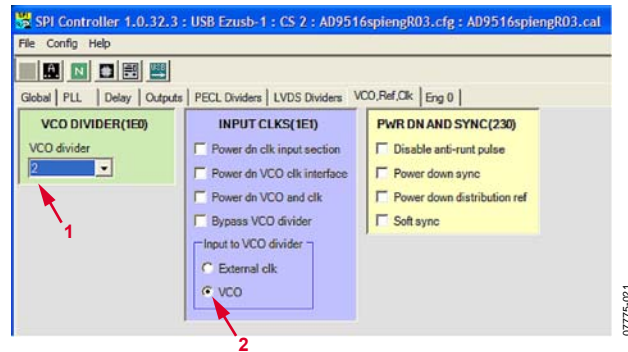 SPI Controller 1.0.32.3 : USB Ezusb-1 : CS 2 : AD9516spiengR03.cfg : AD9516spiengR03.cal
File Config Help
Global PLL Delay Outputs PECL Dividers LVDS Dividers VCO,Ref,Clk Eng 0
VCO DIVIDER(1E0)
VCO divider
2
1
INPUT CLKS(1E1)
Power dn clk input section
Power dn VCO clk interface
Power dn VCO and clk
Bypass VCO divider
Input to VCO divider
External clk
VCO
2
PWR DN AND SYNC(230)
Disable anti-runt pulse
Power down sync
Power down distribution ref
Soft sync
07775-021